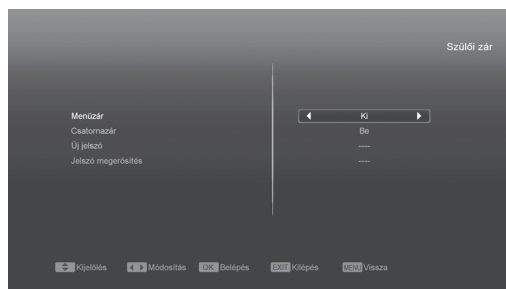 Szülői zár
Menüzár Ki
Csatornazár Be
Új jelszó ----
Jelszó megerősítés ----
Kijelölés Módosítás OK Belépés EXIT Kilépés MENU Vissza